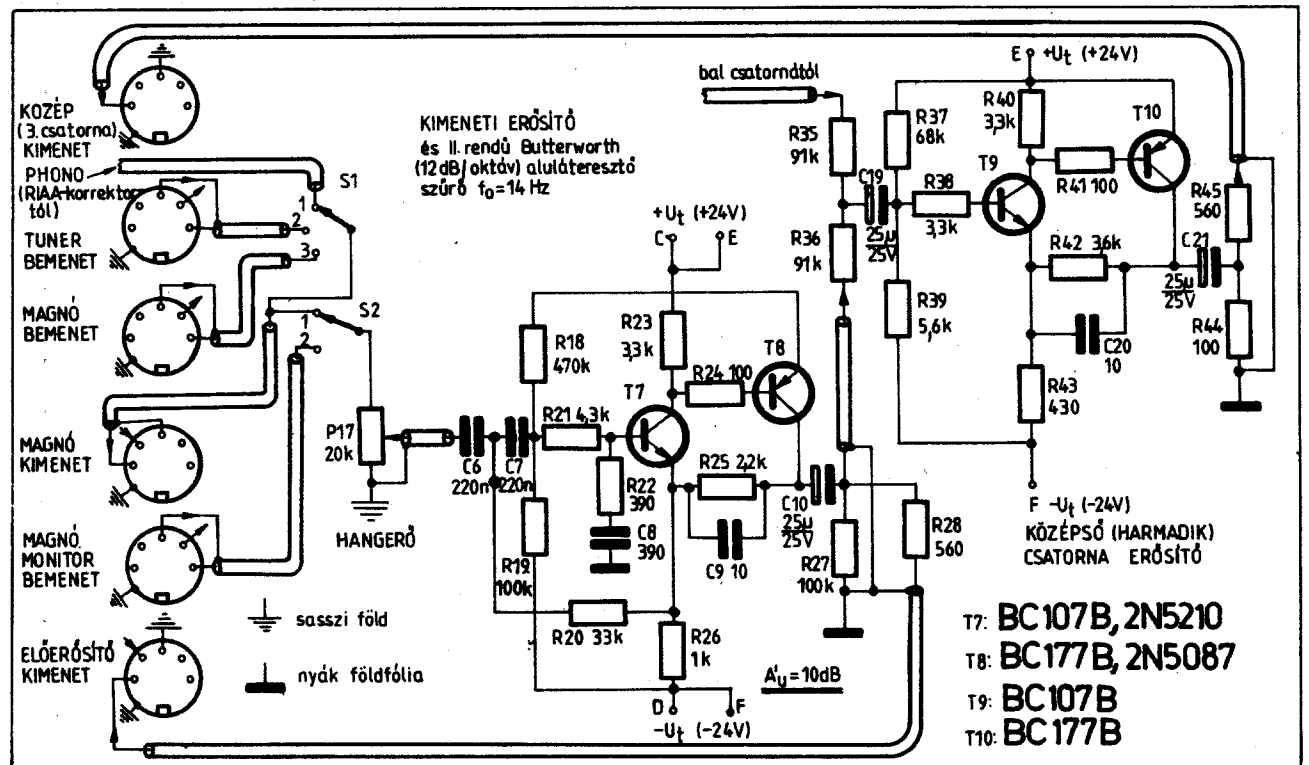 KÖZÉP
(3. csatorna)
KIMENET
PHONO
(RIAA-korrektor-
tól)
TUNER
BEMENET
MAGNÓ
BEMENET
MAGNÓ
KIMENET
MAGNÓ
MONITOR
BEMENET
ELŐERŐSÍTŐ
KIMENET
S1
1
2
3
S2
1
2
P17
20k
HANGERŐ
sasszi föld
nyák földfólia
KIMENETI ERŐSÍTŐ
és II. rendű Butterworth
(12 dB/oktáv) aluláteresztő
szűrő f₀=14 Hz
+Ut (+24V)
C
E
R18
470k
R23
3,3k
R24 100
T8
T7
R21 4,3k
C6
220n
C7
220n
R22
390
C8
390
R19
100k
R20 33k
R25 2,2k
C9 10
C10
25µ
25V
R26
1k
R27
100k
R28
560
D
F
-Ut (-24V)
A'u=10dB
bal csatornától
R35
91k
R36
91k
C19
25µ
25V
R37
68k
R38
3,3k
R39
5,6k
E +Ut (+24V)
R40
3,3k
T9
T10
R41 100
R42 3,6k
C20
10
R43
430
C21
25µ
25V
R45
560
R44
100
F -Ut (-24V)
KÖZÉPSŐ (HARMADIK)
CSATORNA ERŐSÍTŐ
T7: BC107B, 2N5210
T8: BC177B, 2N5087
T9: BC107B
T10: BC177B